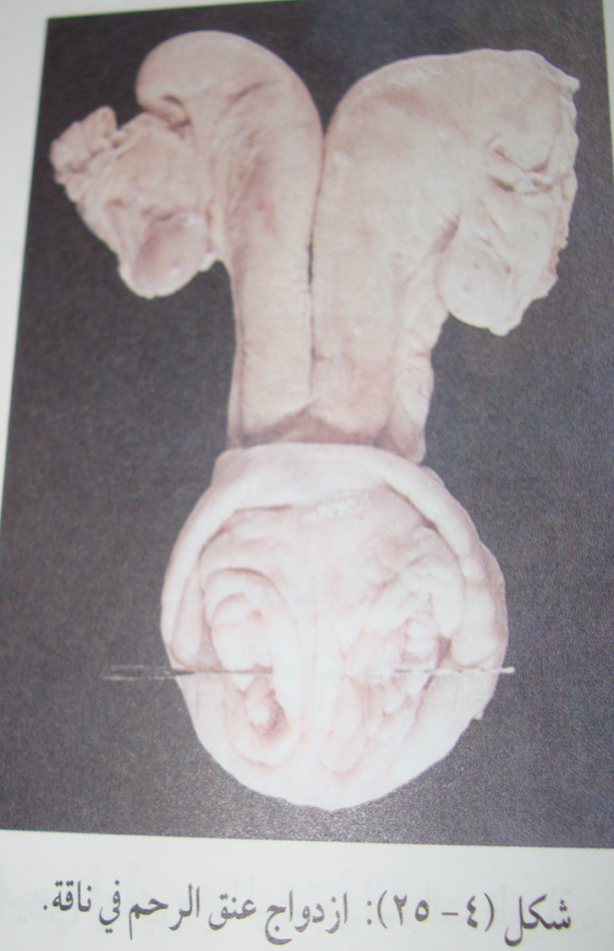 شكل (٤ - ٢٥): ازدواج عنق الرحم في ناقة.